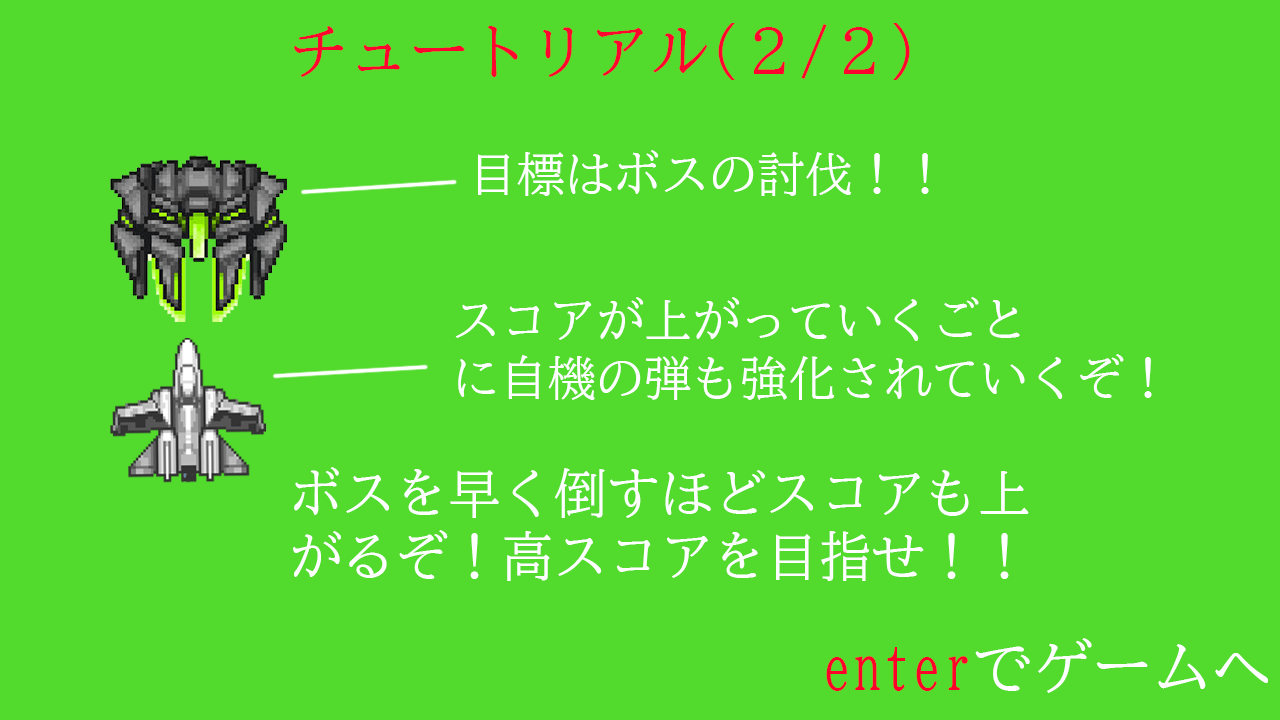 チュートリアル(２/２)
目標はボスの討伐！！
スコアが上がっていくごと
に自機の弾も強化されていくぞ！
ボスを早く倒すほどスコアも上
がるぞ！高スコアを目指せ！！
enterでゲームへ